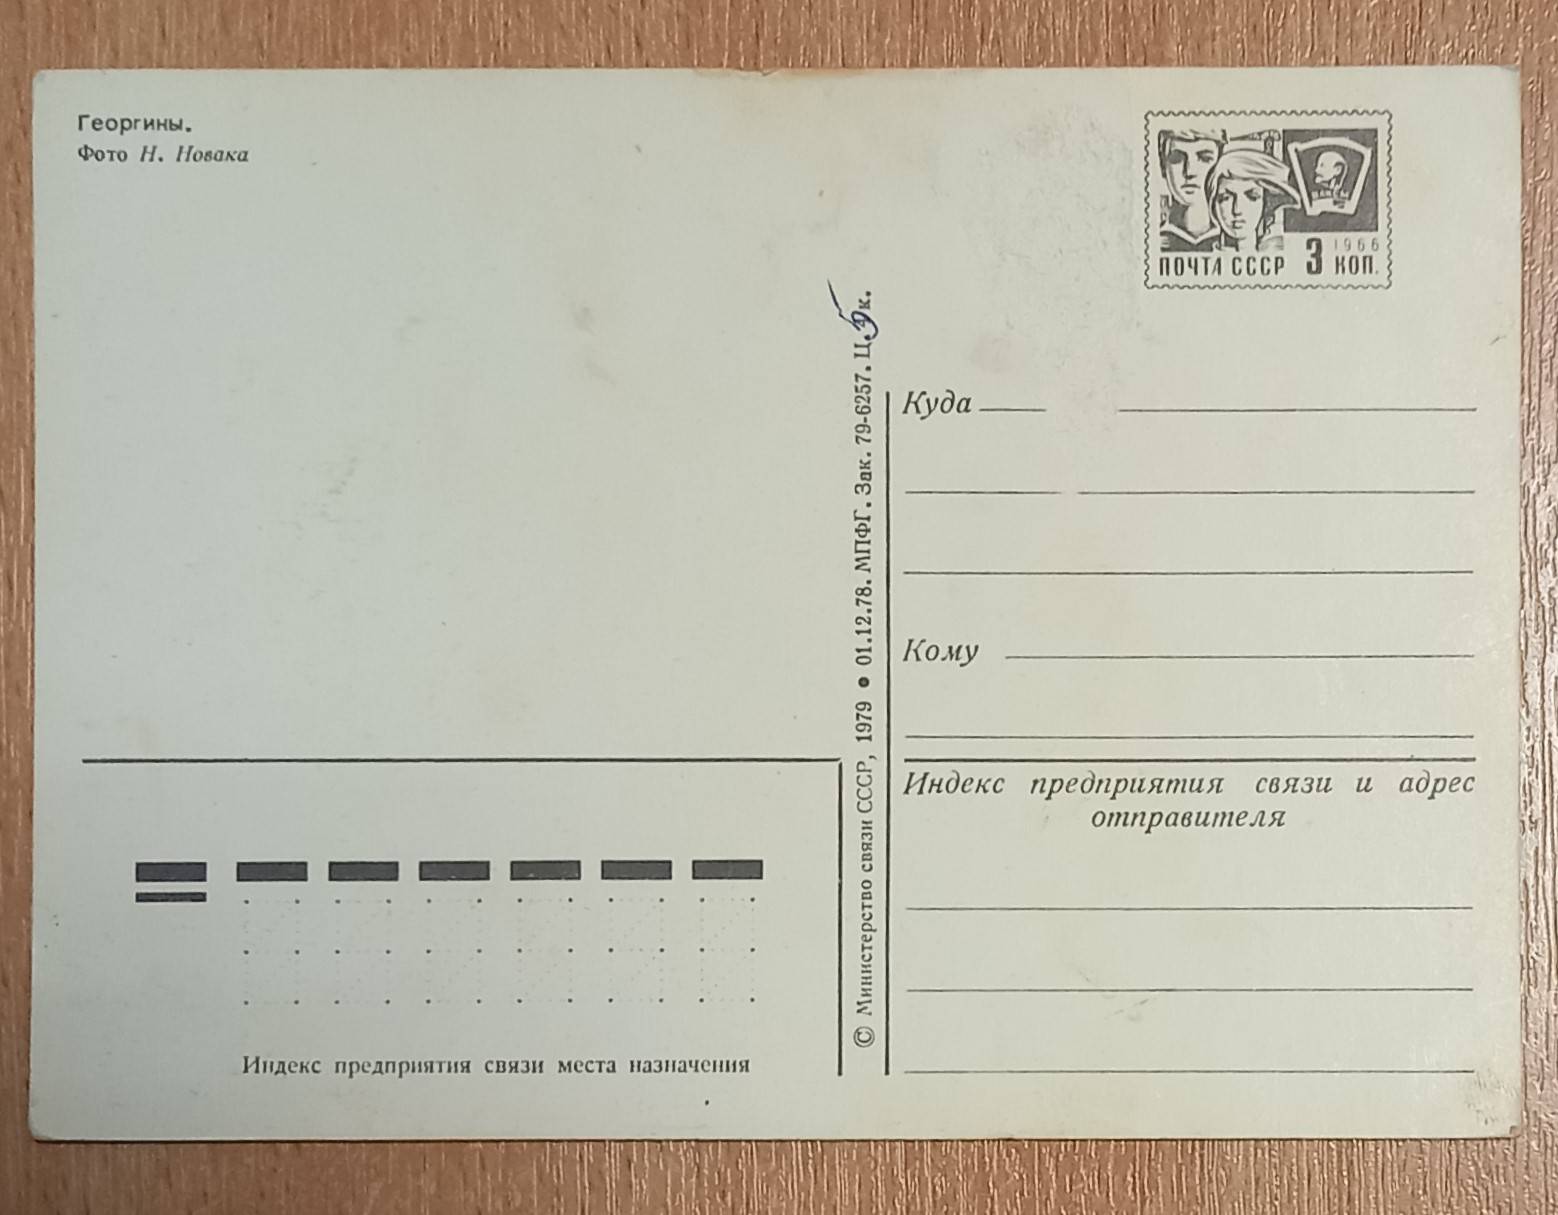 Георгины.
Фото Н. Новака
ВЛКСМ
1966
ПОЧТА СССР 3 КОП.
© Министерство связи СССР, 1979 • 01.12.78. МПФГ. Зак. 79-6257. Ц. 5 к.
Куда
Кому
Индекс предприятия связи и адрес
отправителя
Индекс предприятия связи места назначения